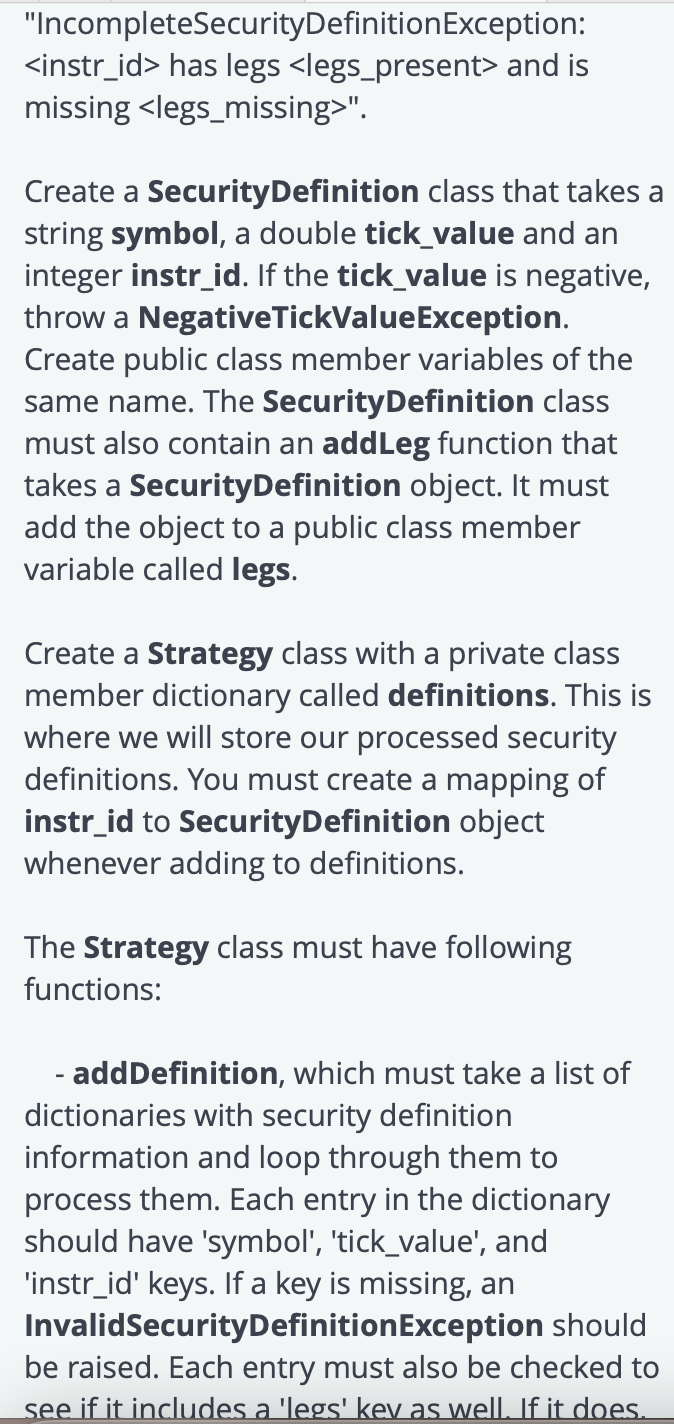 "IncompleteSecurityDefinitionException:
<instr_id> has legs <legs_present> and is
missing <legs_missing>".
Create a SecurityDefinition class that takes a
string symbol, a double tick_value and an
integer instr_id. If the tick_value is negative,
throw a NegativeTickValueException.
Create public class member variables of the
same name. The SecurityDefinition class
must also contain an addLeg function that
takes a SecurityDefinition object. It must
add the object to a public class member
variable called legs.
Create a Strategy class with a private class
member dictionary called definitions. This is
where we will store our processed security
definitions. You must create a mapping of
instr_id to SecurityDefinition object
whenever adding to definitions.
The Strategy class must have following
functions:
- addDefinition, which must take a list of
dictionaries with security definition
information and loop through them to
process them. Each entry in the dictionary
should have 'symbol', 'tick_value', and
'instr_id' keys. If a key is missing, an
InvalidSecurityDefinitionException should
be raised. Each entry must also be checked to
see if it includes a 'legs' key as well. If it does,